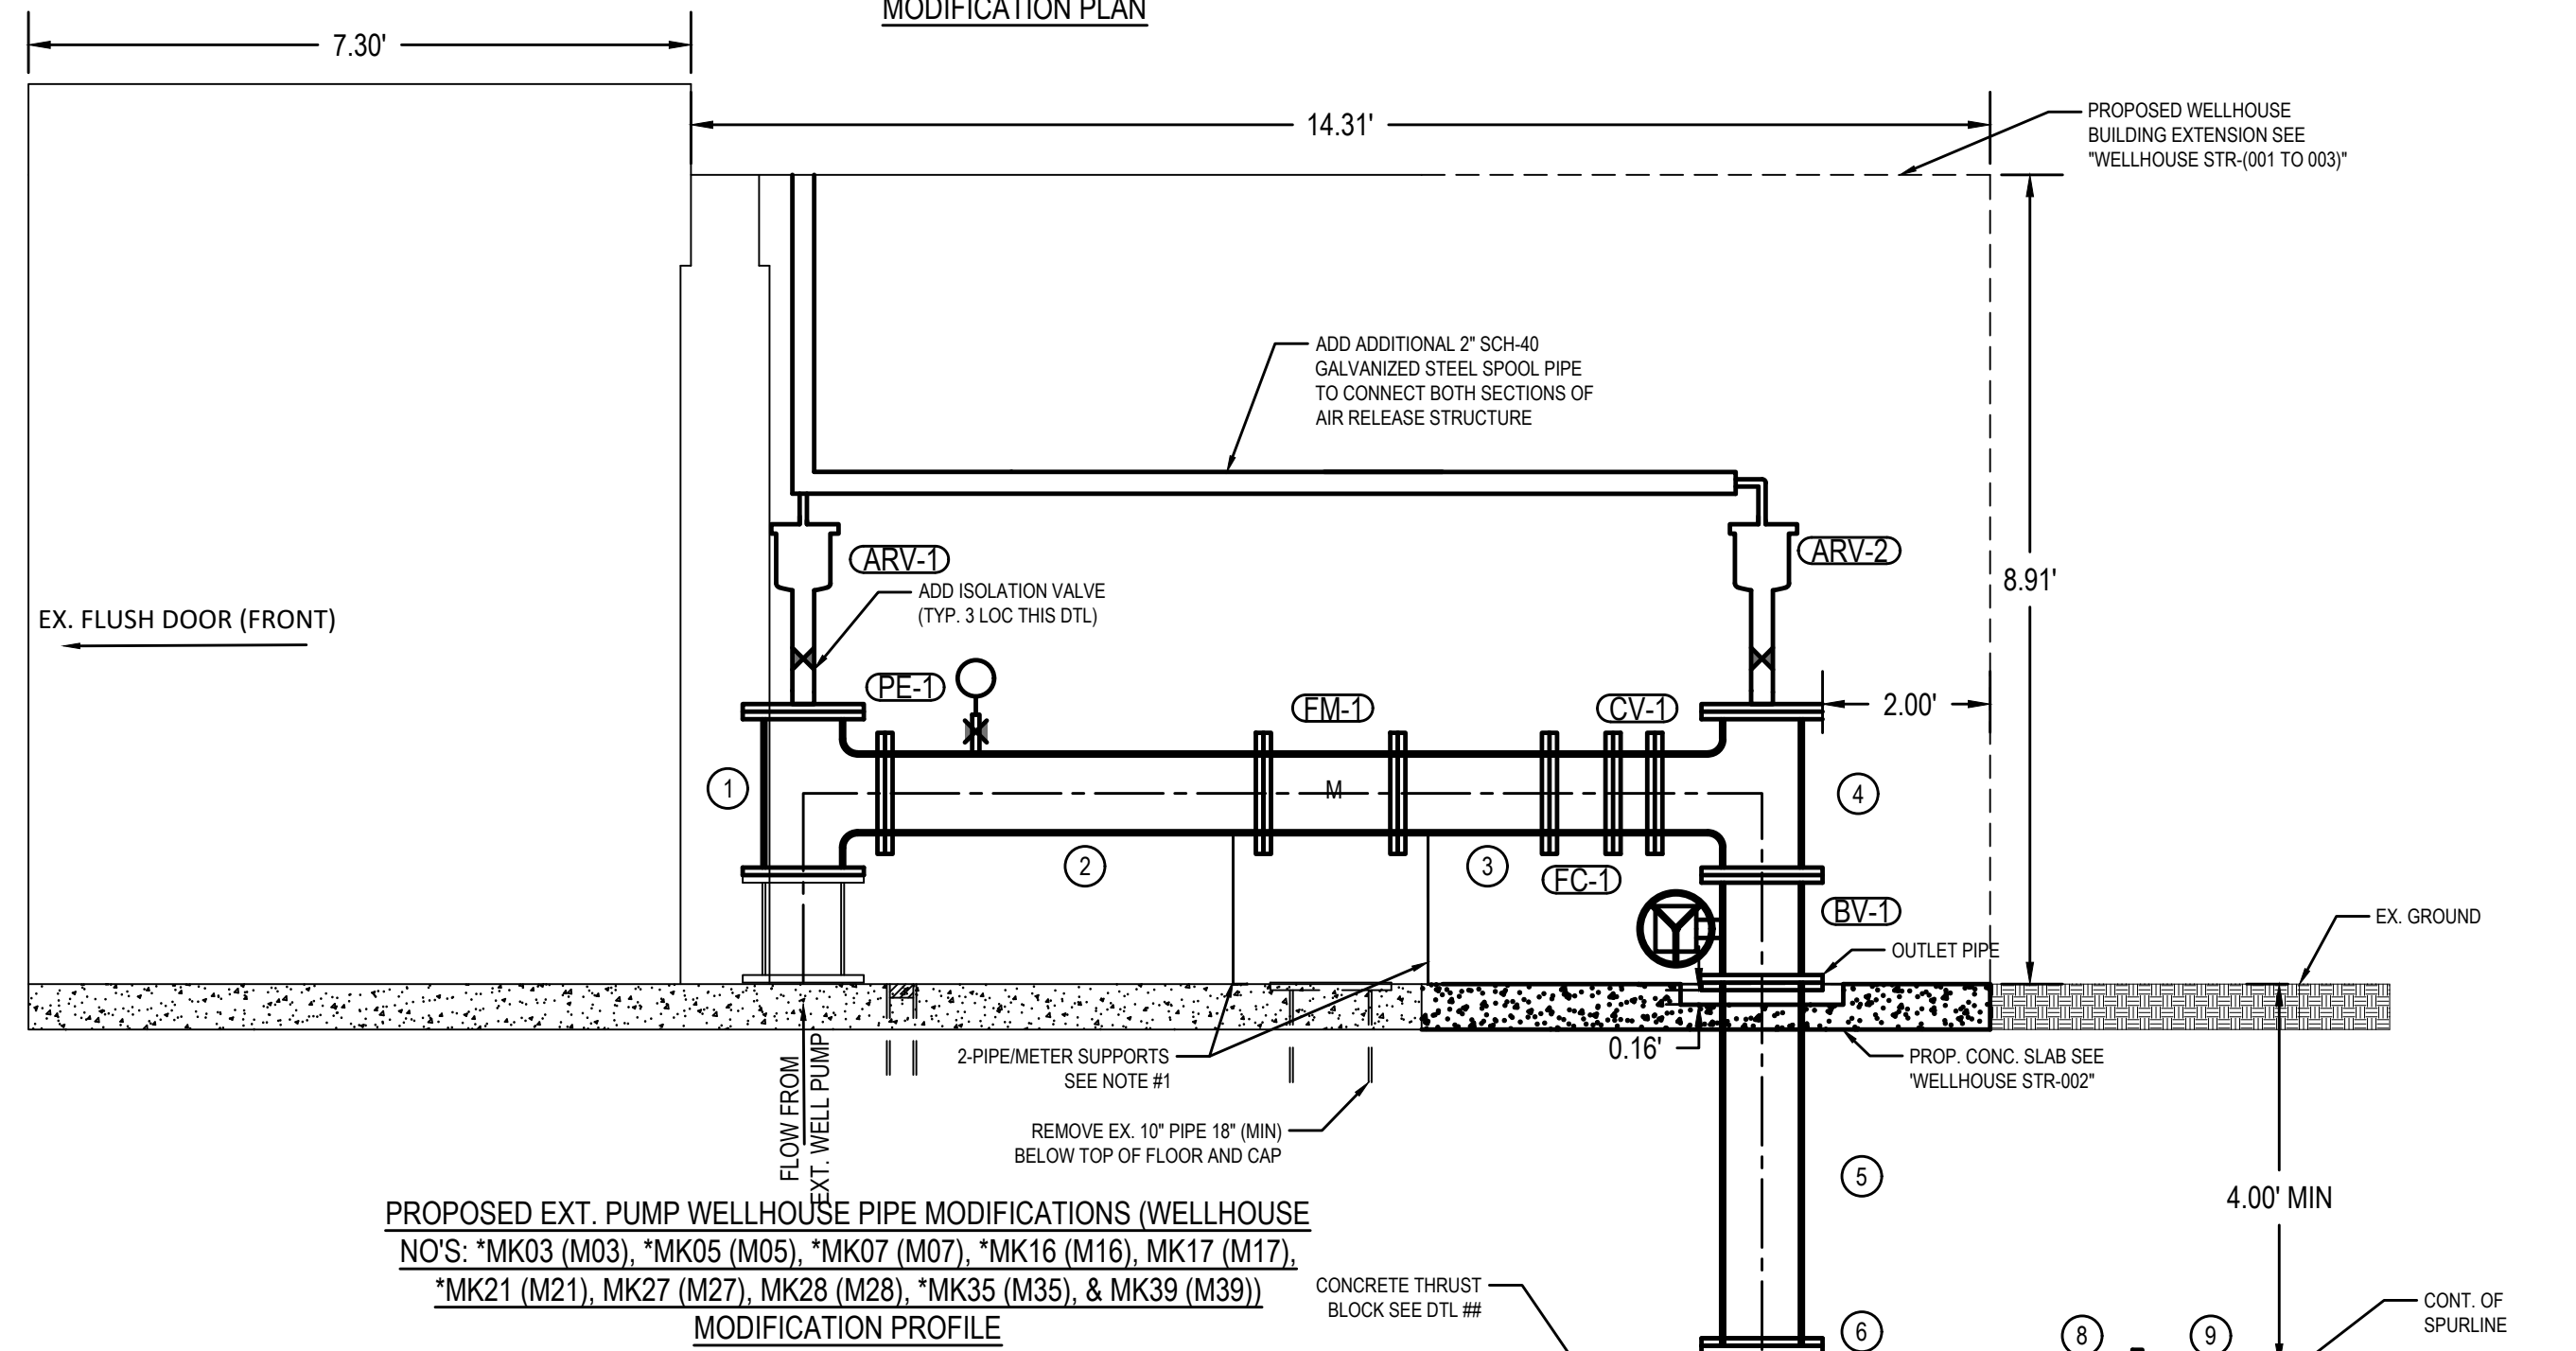 MODIFICATION PLAN
7.30'
14.31'
PROPOSED WELLHOUSE
BUILDING EXTENSION SEE
"WELLHOUSE STR-(001 TO 003)"
ADD ADDITIONAL 2" SCH-40
GALVANIZED STEEL SPOOL PIPE
TO CONNECT BOTH SECTIONS OF
AIR RELEASE STRUCTURE
ARV-1
ARV-2
ADD ISOLATION VALVE
(TYP. 3 LOC THIS DTL)
8.91'
EX. FLUSH DOOR (FRONT)
PE-1
FM-1
CV-1
2.00'
M
1
4
2
3
FC-1
BV-1
EX. GROUND
OUTLET PIPE
0.16'
2-PIPE/METER SUPPORTS
SEE NOTE #1
PROP. CONC. SLAB SEE
'WELLHOUSE STR-002"
FLOW FROM
EXT. WELL PUMP
REMOVE EX. 10" PIPE 18" (MIN)
BELOW TOP OF FLOOR AND CAP
5
4.00' MIN
PROPOSED EXT. PUMP WELLHOUSE PIPE MODIFICATIONS (WELLHOUSE
NO'S: *MK03 (M03), *MK05 (M05), *MK07 (M07), *MK16 (M16), MK17 (M17),
*MK21 (M21), MK27 (M27), MK28 (M28), *MK35 (M35), & MK39 (M39))
MODIFICATION PROFILE
CONCRETE THRUST
BLOCK SEE DTL ##
6
8
9
CONT. OF
SPURLINE